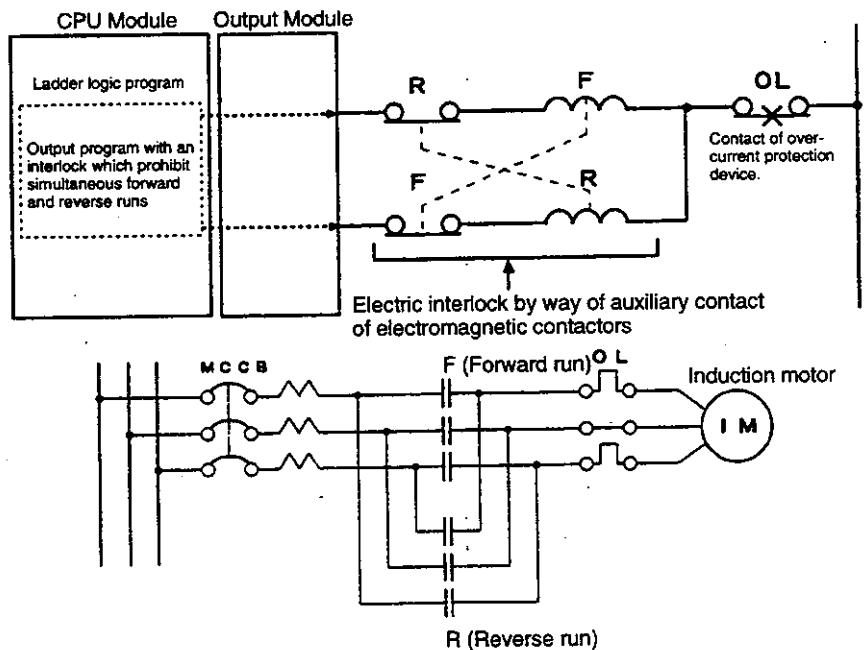 CPU Module
Output Module
Ladder logic program
Output program with an
interlock which prohibit
simultaneous forward
and reverse runs
R
F
OL
Contact of over-
current protection
device.
F
R
Electric interlock by way of auxiliary contact
of electromagnetic contactors
MCCB
F (Forward run)
OL
Induction motor
IM
R (Reverse run)